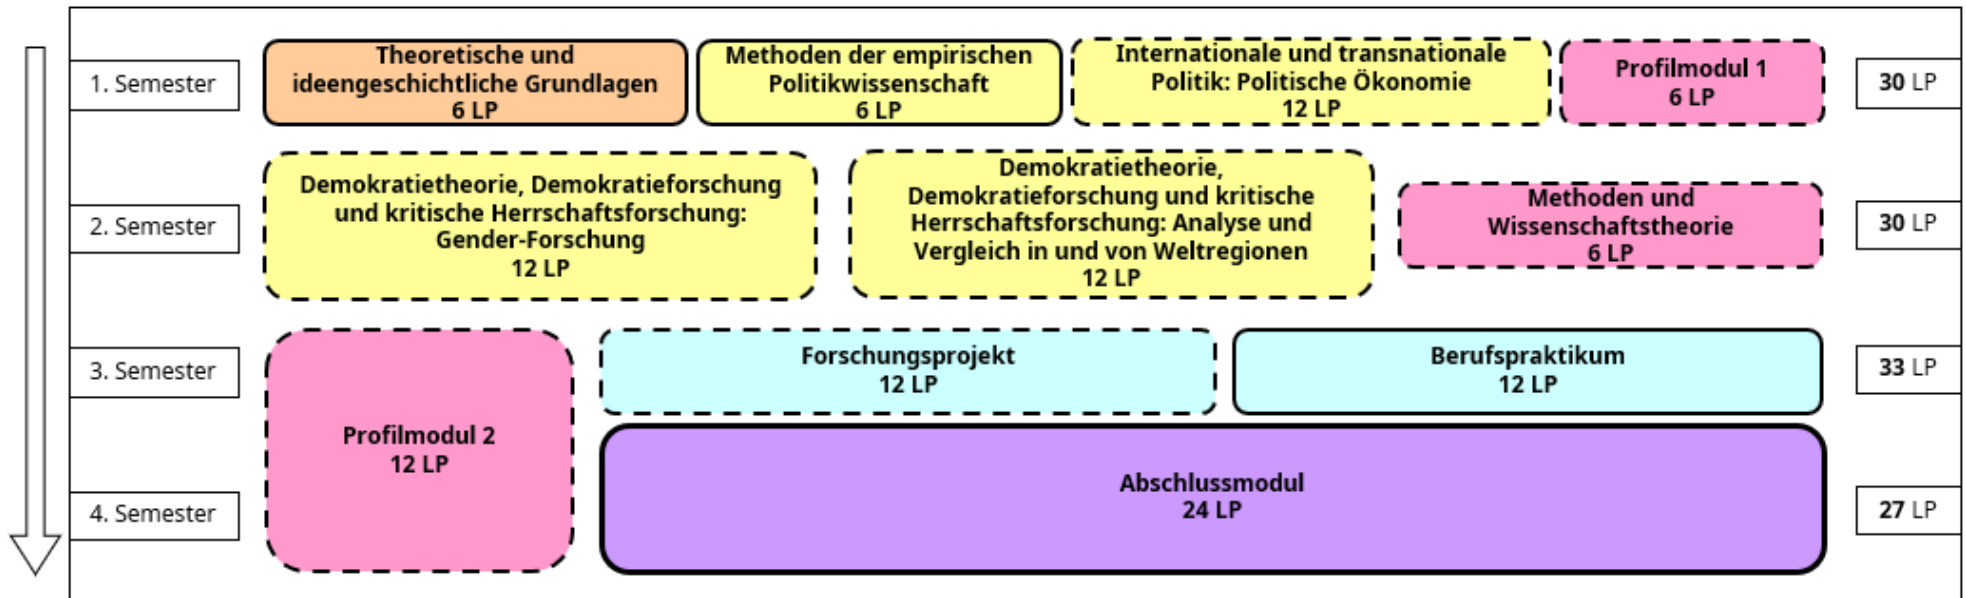 1. Semester
Theoretische und
ideengeschichtliche Grundlagen
6 LP
Methoden der empirischen
Politikwissenschaft
6 LP
Internationale und transnationale
Politik: Politische Ökonomie
12 LP
Profilmodul 1
6 LP
30 LP
2. Semester
Demokratietheorie, Demokratieforschung
und kritische Herrschaftsforschung:
Gender-Forschung
12 LP
Demokratietheorie,
Demokratieforschung und kritische
Herrschaftsforschung: Analyse und
Vergleich in und von Weltregionen
12 LP
Methoden und
Wissenschaftstheorie
6 LP
30 LP
3. Semester
Profilmodul 2
12 LP
Forschungsprojekt
12 LP
Berufspraktikum
12 LP
33 LP
4. Semester
Abschlussmodul
24 LP
27 LP